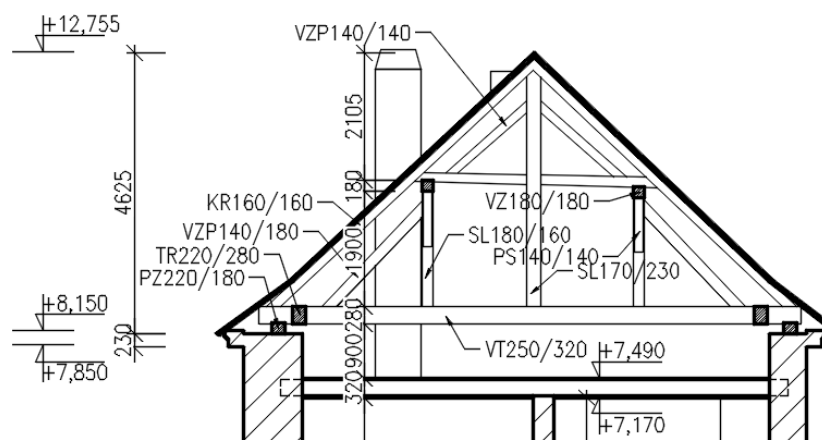 +12,755
VZP140/140
2105
4625
180
KR160/160
VZ180/180
VZP140/180
SL180/160
1900
TR220/280
PS140/140
PZ220/180
SL170/230
+8,150
280
230
VT250/320
900
+7,490
+7,850
320
+7,170